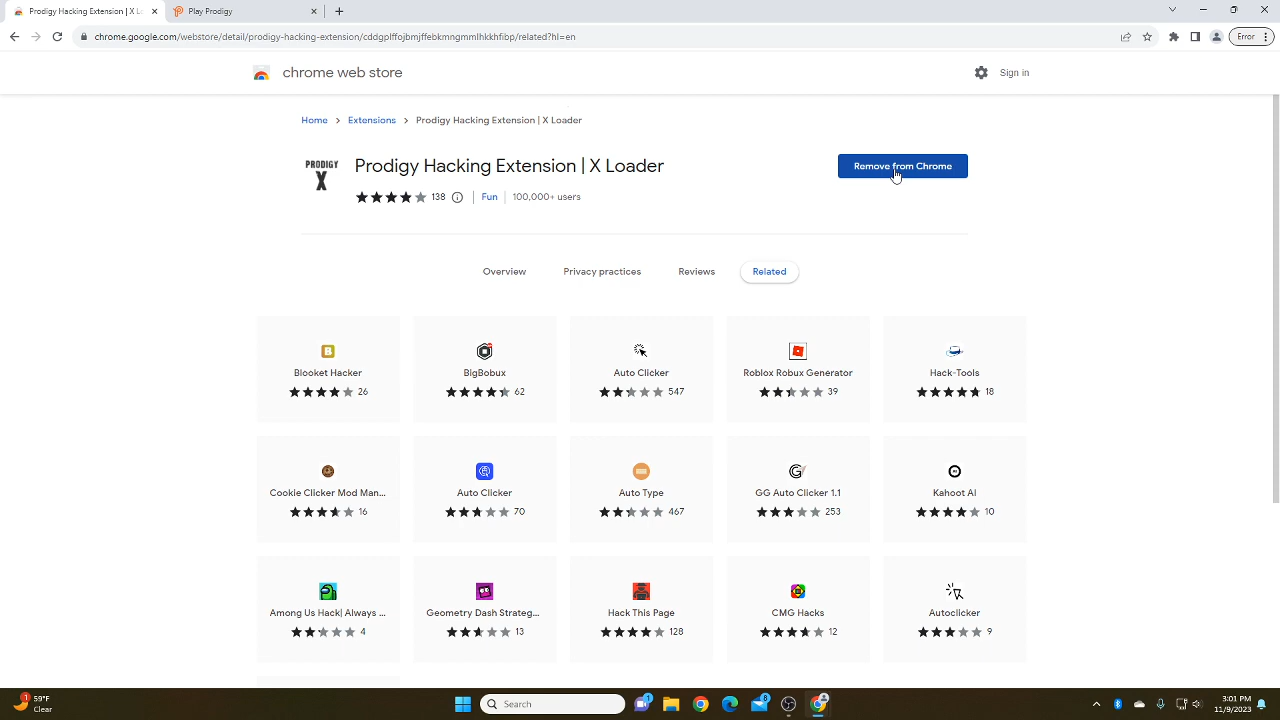 Prodigy Hacking Extension | X L
Play Prodigy
chrome.google.com/webstore/detail/prodigy-hacking-extension/cddgplffojbmjffebkmngmmlhkkhfibp/related?hl=en
Error
chrome web store
Sign in
Home > Extensions > Prodigy Hacking Extension | X Loader
PRODIGY
X
Prodigy Hacking Extension | X Loader
Remove from Chrome
138
Fun
100,000+ users
Overview
Privacy practices
Reviews
Related
Blooket Hacker
BigBobux
Auto Clicker
Roblox Robux Generator
Hack-Tools
26
62
547
39
18
Cookie Clicker Mod Man...
Auto Clicker
Auto Type
GG Auto Clicker 1.1
Kahoot AI
16
70
467
253
10
Among Us Hack| Always ...
Geometry Dash Strateg...
Hack This Page
CMG Hacks
Autoclicker
4
13
128
12
9
1
59°F
Clear
Search
1
8
3:01 PM
11/9/2023